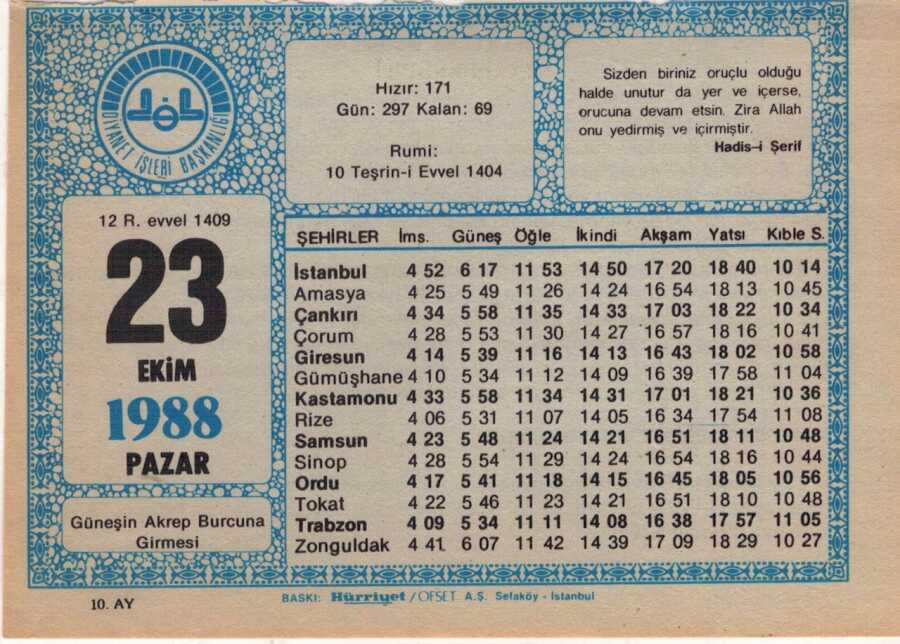 DİYANET İŞLERİ BAŞKANLIĞI
Hızır: 171
Gün: 297 Kalan: 69
Rumi:
10 Teşrin-i Evvel 1404
Sizden biriniz oruçlu olduğu
halde unutur da yer ve içerse,
orucuna devam etsin. Zira Allah
onu yedirmiş ve içirmiştir.
Hadis-i Şerif
12 R. evvel 1409
23
EKİM
1988
PAZAR
Güneşin Akrep Burcuna
Girmesi
ŞEHİRLER İms. Güneş Öğle İkindi Akşam Yatsı Kıble S.
İstanbul 4 52 6 17 11 53 14 50 17 20 18 40 10 14
Amasya 4 25 5 49 11 26 14 24 16 54 18 13 10 45
Çankırı 4 34 5 58 11 35 14 33 17 03 18 22 10 34
Çorum 4 28 5 53 11 30 14 27 16 57 18 16 10 41
Giresun 4 14 5 39 11 16 14 13 16 43 18 02 10 58
Gümüşhane 4 10 5 34 11 12 14 09 16 39 17 58 11 04
Kastamonu 4 33 5 58 11 34 14 31 17 01 18 21 10 36
Rize 4 06 5 31 11 07 14 05 16 34 17 54 11 08
Samsun 4 23 5 48 11 24 14 21 16 51 18 11 10 48
Sinop 4 28 5 54 11 29 14 24 16 54 18 16 10 44
Ordu 4 17 5 41 11 18 14 15 16 45 18 05 10 56
Tokat 4 22 5 46 11 23 14 21 16 51 18 10 10 48
Trabzon 4 09 5 34 11 11 14 08 16 38 17 57 11 05
Zonguldak 4 41 6 07 11 42 14 39 17 09 18 29 10 27
10. AY
BASKI: Hürriyet / OFSET A.Ş. Sefaköy - İstanbul